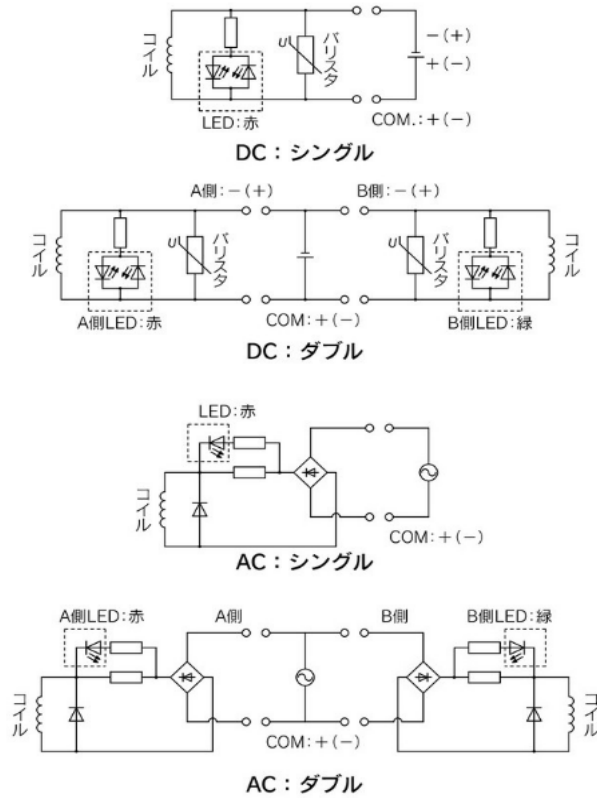 コイル
U
バリスタ
−(+)
+(−)
LED:赤
COM.:+(−)
DC:シングル
A側:−(+)
B側:−(+)
コイル
U
バリスタ
U
バリスタ
コイル
A側LED:赤
COM:+(−)
B側LED:緑
DC:ダブル
LED:赤
コイル
COM:+(−)
AC:シングル
A側LED:赤
A側
B側
B側LED:緑
コイル
コイル
COM:+(−)
AC:ダブル